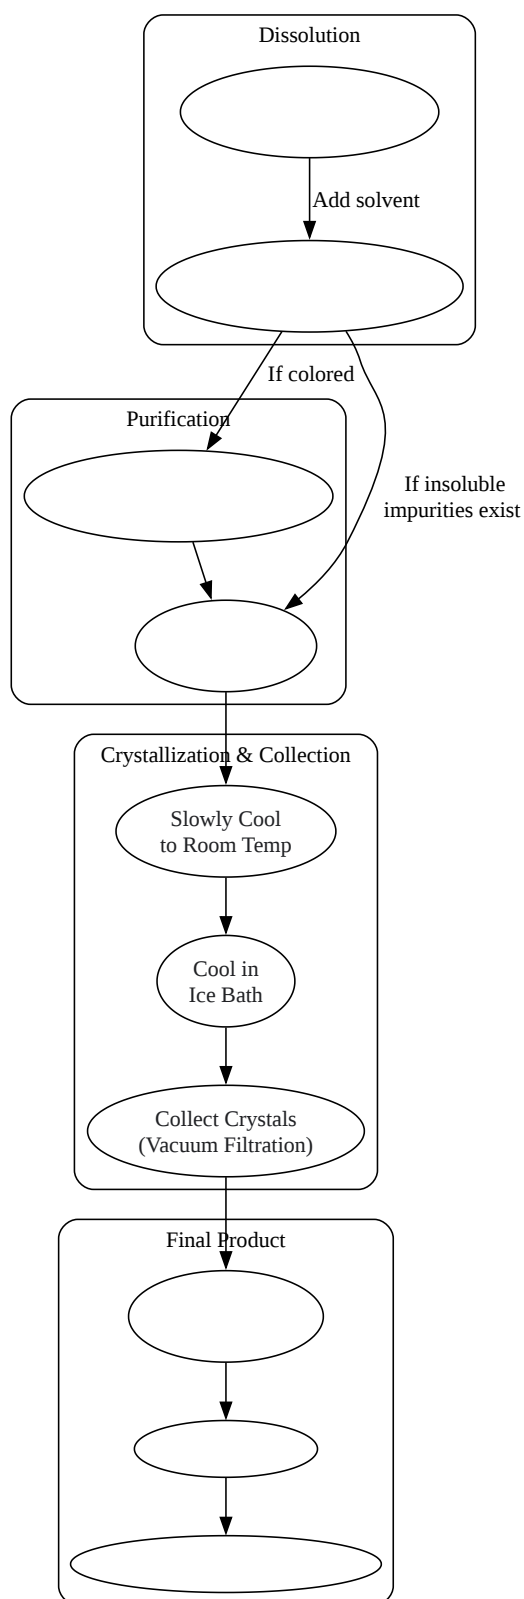 Dissolution
Add solvent
If colored
Purification
If insoluble
impurities exist
Crystallization & Collection
Slowly Cool
to Room Temp
Cool in
Ice Bath
Collect Crystals
(Vacuum Filtration)
Final Product